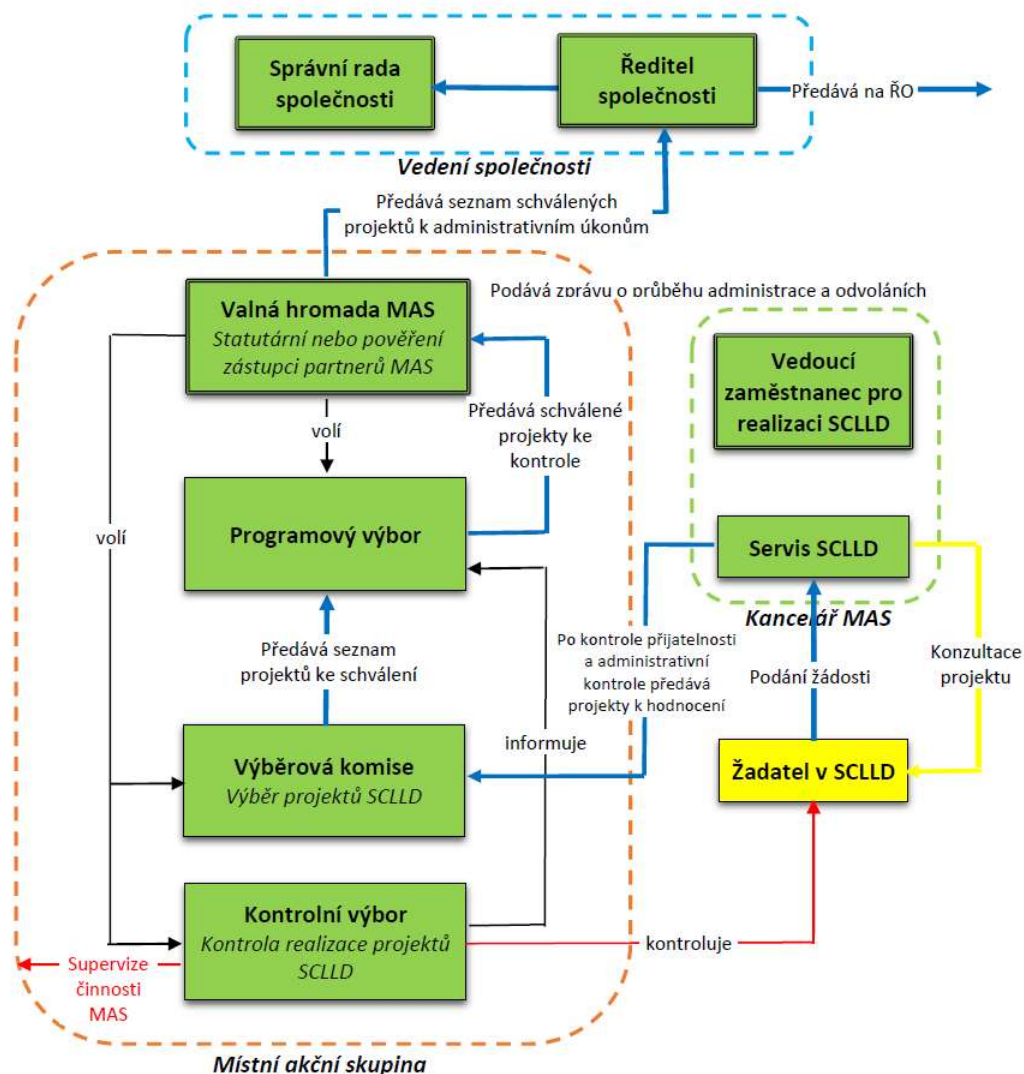 Správní rada
společnosti
Ředitel
společnosti
Předává na ŘO
Vedení společnosti
Předává seznam schválených
projektů k administrativním úkonům
Valná hromada MAS
Statutární nebo pověření
zástupci partnerů MAS
Podává zprávu o průběhu administrace a odvoláních
Vedoucí
zaměstnanec pro
realizaci SCLLD
volí
Předává schválené
projekty ke
kontrole
volí
Programový výbor
Servis SCLLD
Kancelář MAS
Předává seznam
projektů ke schválení
Po kontrole přijatelnosti
a administrativní
kontrole předává
projekty k hodnocení
Podání žádosti
Konzultace
projektu
informuje
Výběrová komise
Výběr projektů SCLLD
Žadatel v SCLLD
Kontrolní výbor
Kontrola realizace projektů
SCLLD
kontroluje
Supervize
činnosti
MAS
Místní akční skupina